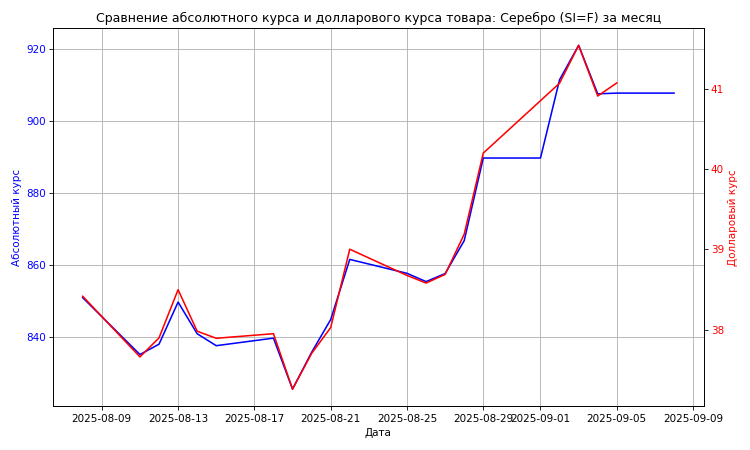 Сравнение абсолютного курса и долларового курса товара: Серебро (SI=F) за месяц
Абсолютный курс
920
900
880
860
840
41
40
39
38
Долларовый курс
2025-08-09 2025-08-13 2025-08-17 2025-08-21 2025-08-25 2025-08-29 2025-09-01 2025-09-05 2025-09-09
Дата